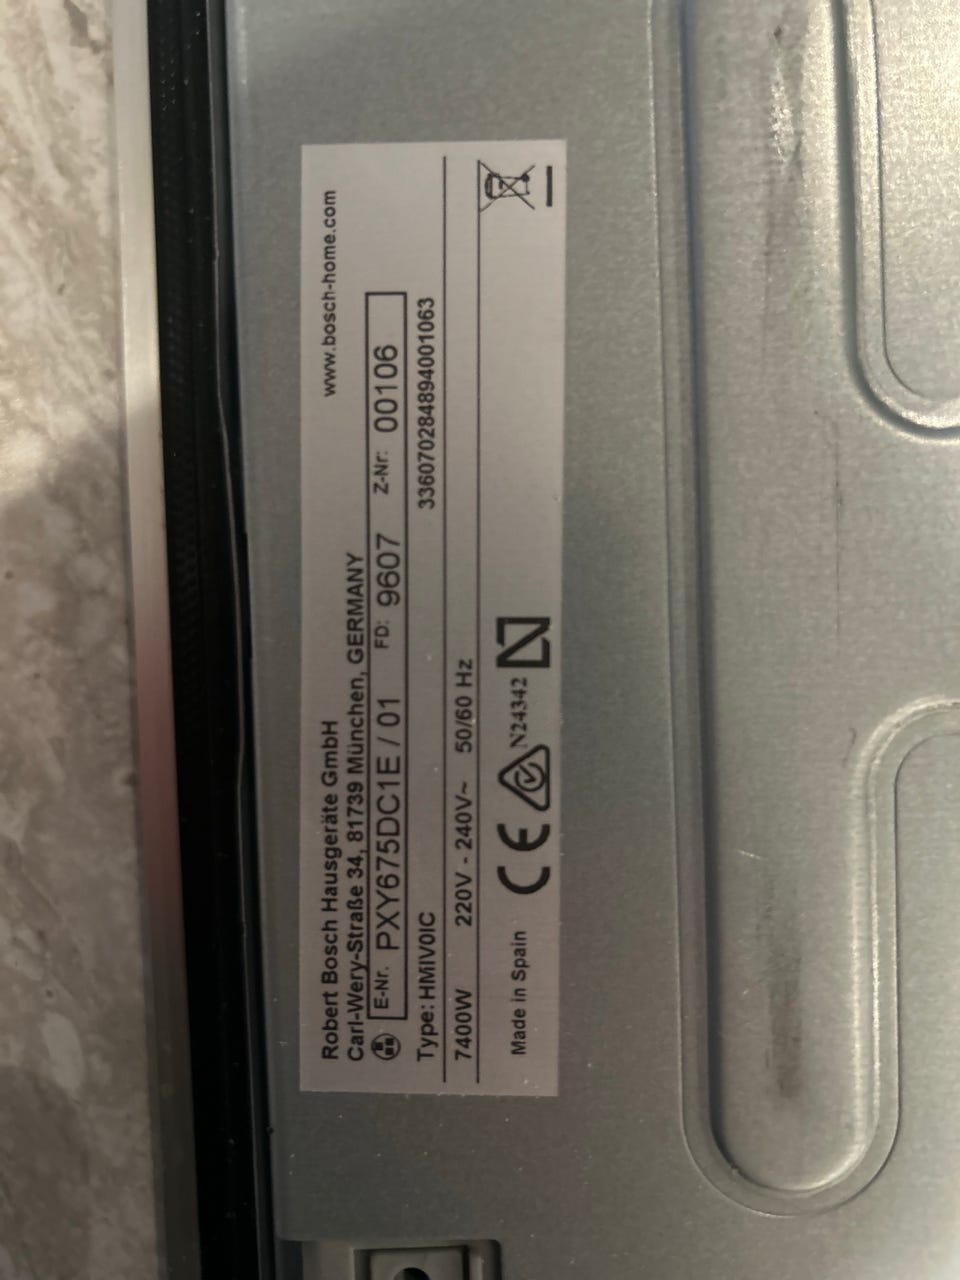 Robert Bosch Hausgeräte GmbH www.bosch-home.com
Carl-Wery-Straße 34, 81739 München, GERMANY
E-Nr. PXY675DC1E / 01 FD: 9607 Z-Nr: 00106
Type: HMIV0IC 336070284894001063
7400W 220V - 240V~ 50/60 Hz
Made in Spain CE N24342